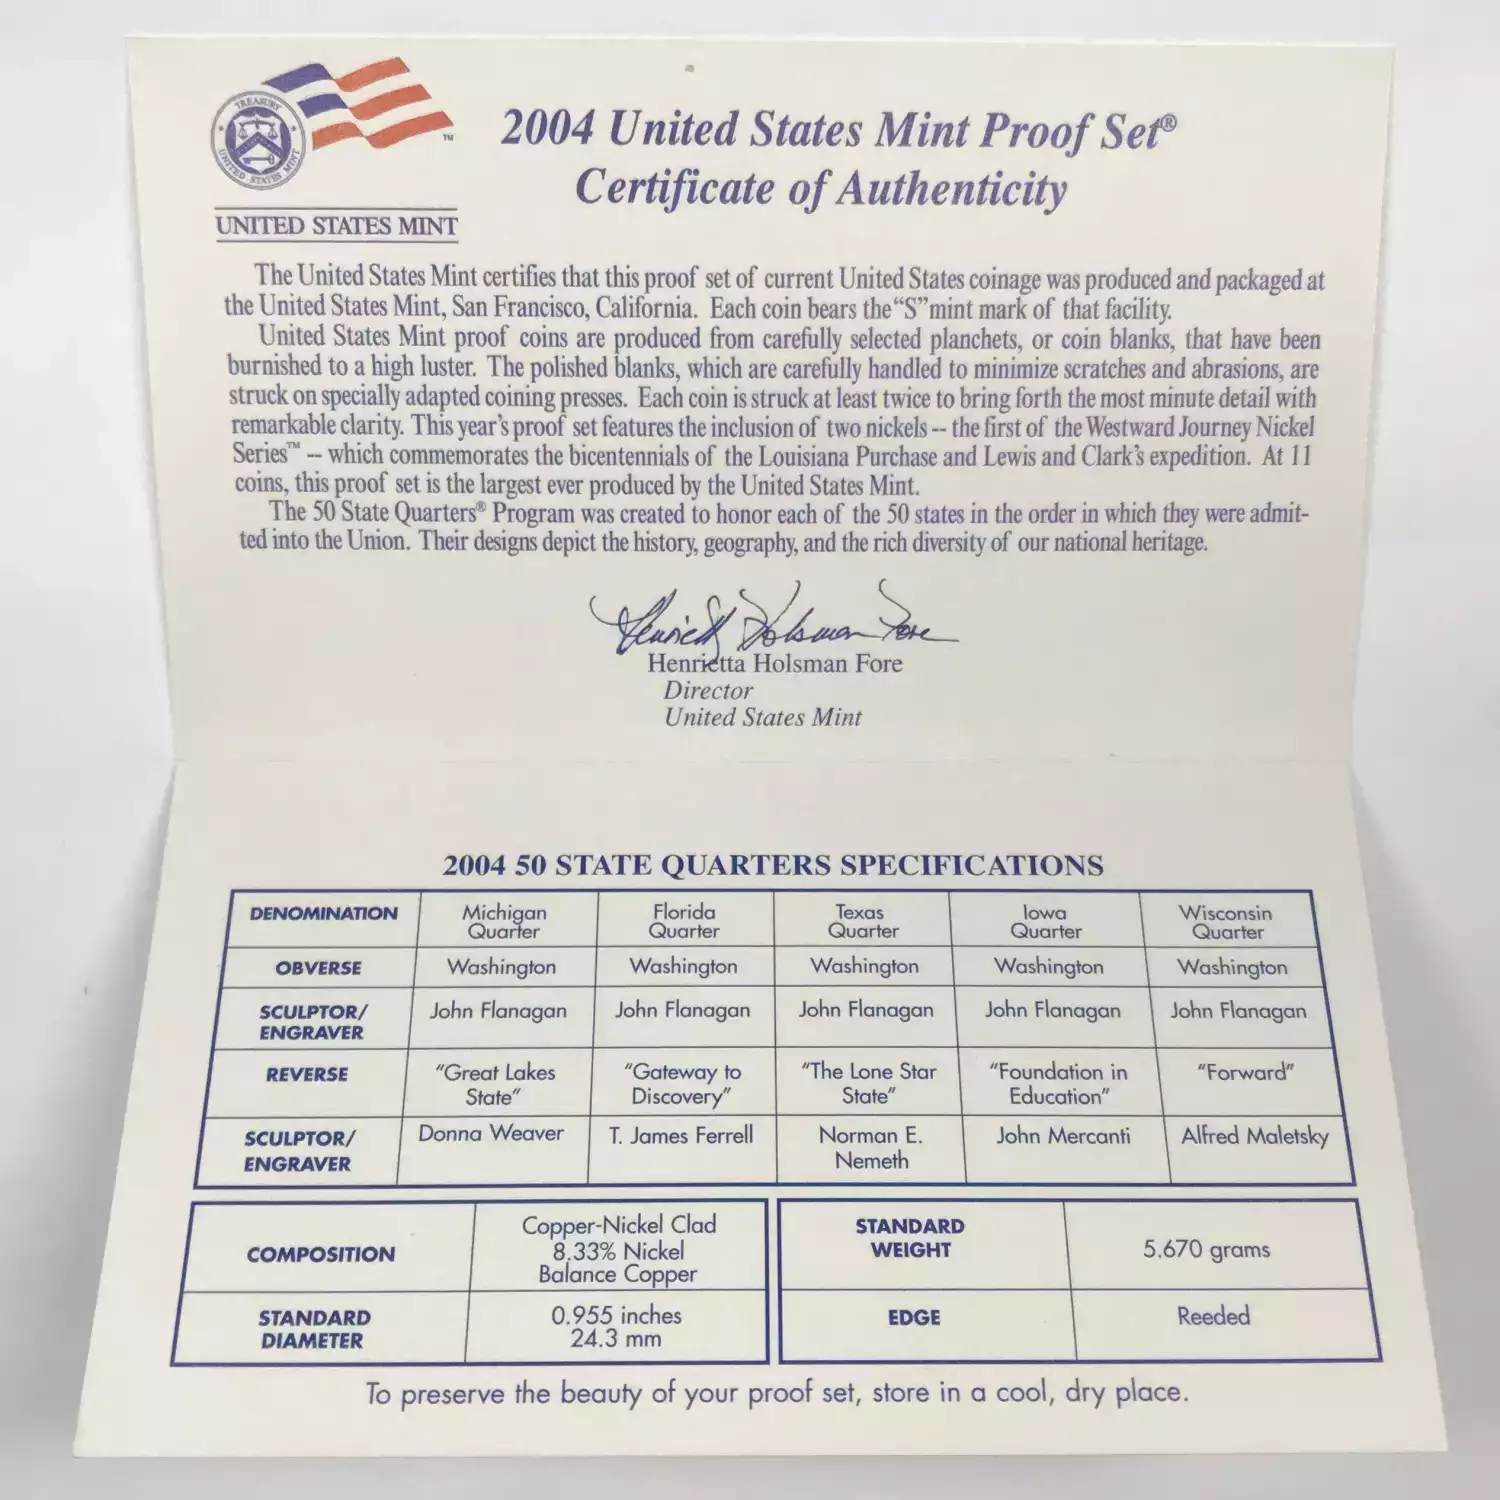 TREASURY
UNITED STATES MINT
™
UNITED STATES MINT
2004 United States Mint Proof Set®
Certificate of Authenticity
The United States Mint certifies that this proof set of current United States coinage was produced and packaged at
the United States Mint, San Francisco, California. Each coin bears the "S" mint mark of that facility.
United States Mint proof coins are produced from carefully selected planchets, or coin blanks, that have been
burnished to a high luster. The polished blanks, which are carefully handled to minimize scratches and abrasions, are
struck on specially adapted coining presses. Each coin is struck at least twice to bring forth the most minute detail with
remarkable clarity. This year's proof set features the inclusion of two nickels -- the first of the Westward Journey Nickel
Series™ -- which commemorates the bicentennials of the Louisiana Purchase and Lewis and Clark's expedition. At 11
coins, this proof set is the largest ever produced by the United States Mint.
The 50 State Quarters® Program was created to honor each of the 50 states in the order in which they were admit-
ted into the Union. Their designs depict the history, geography, and the rich diversity of our national heritage.
Henrietta Holsman Fore
Henrietta Holsman Fore
Director
United States Mint
2004 50 STATE QUARTERS SPECIFICATIONS
DENOMINATION Michigan Quarter Florida Quarter Texas Quarter Iowa Quarter Wisconsin Quarter
OBVERSE Washington Washington Washington Washington Washington
SCULPTOR/ ENGRAVER John Flanagan John Flanagan John Flanagan John Flanagan John Flanagan
REVERSE "Great Lakes State" "Gateway to Discovery" "The Lone Star State" "Foundation in Education" "Forward"
SCULPTOR/ ENGRAVER Donna Weaver T. James Ferrell Norman E. Nemeth John Mercanti Alfred Maletsky
COMPOSITION Copper-Nickel Clad 8.33% Nickel Balance Copper STANDARD WEIGHT 5.670 grams
STANDARD DIAMETER 0.955 inches 24.3 mm EDGE Reeded
To preserve the beauty of your proof set, store in a cool, dry place.